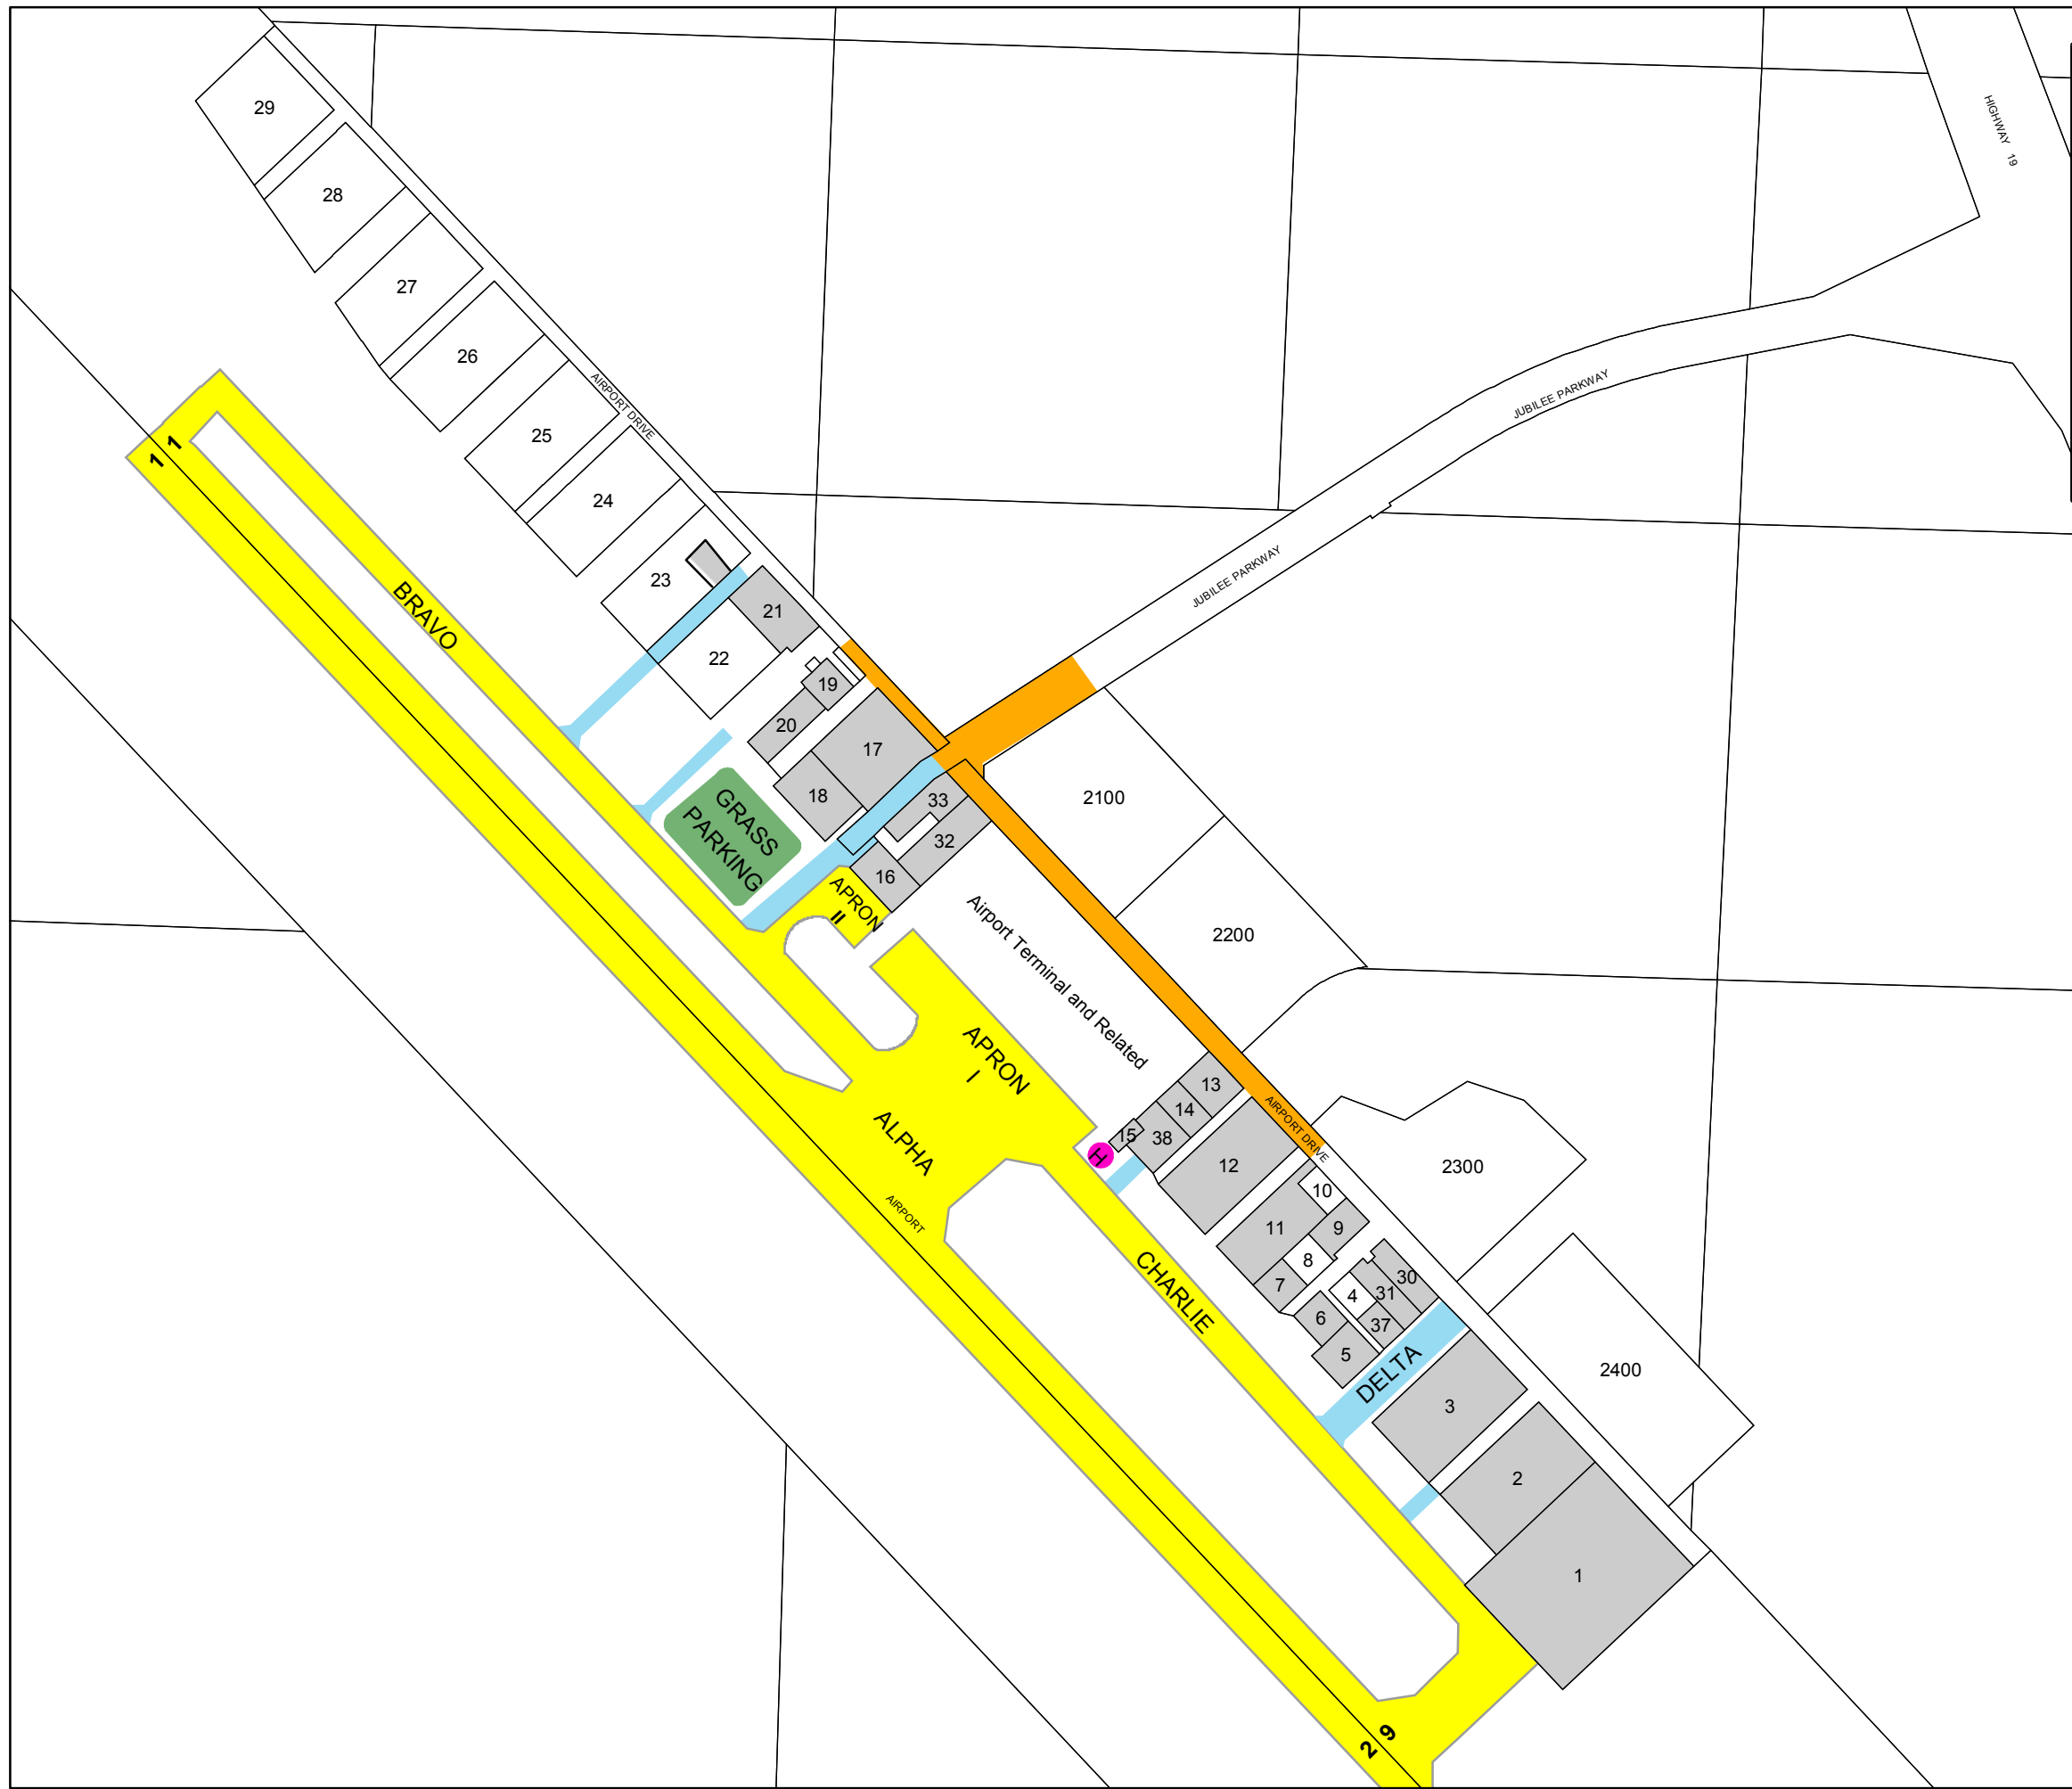 HIGHWAY 19
29
28
27
26
AIRPORT DRIVE
JUBILEE PARKWAY
25
24
JUBILEE PARKWAY
1 1
23
21
BRAVO
22
19
20
17
18
33
2100
GRASS
PARKING
32
16
APRON
II
2200
Airport Terminal and Related
APRON
I
13
14
15
38
H
ALPHA
12
AIRPORT DRIVE
2300
10
AIRPORT
11
9
8
7
30
31
4
6
37
5
CHARLIE
DELTA
2400
3
2
1
2 9